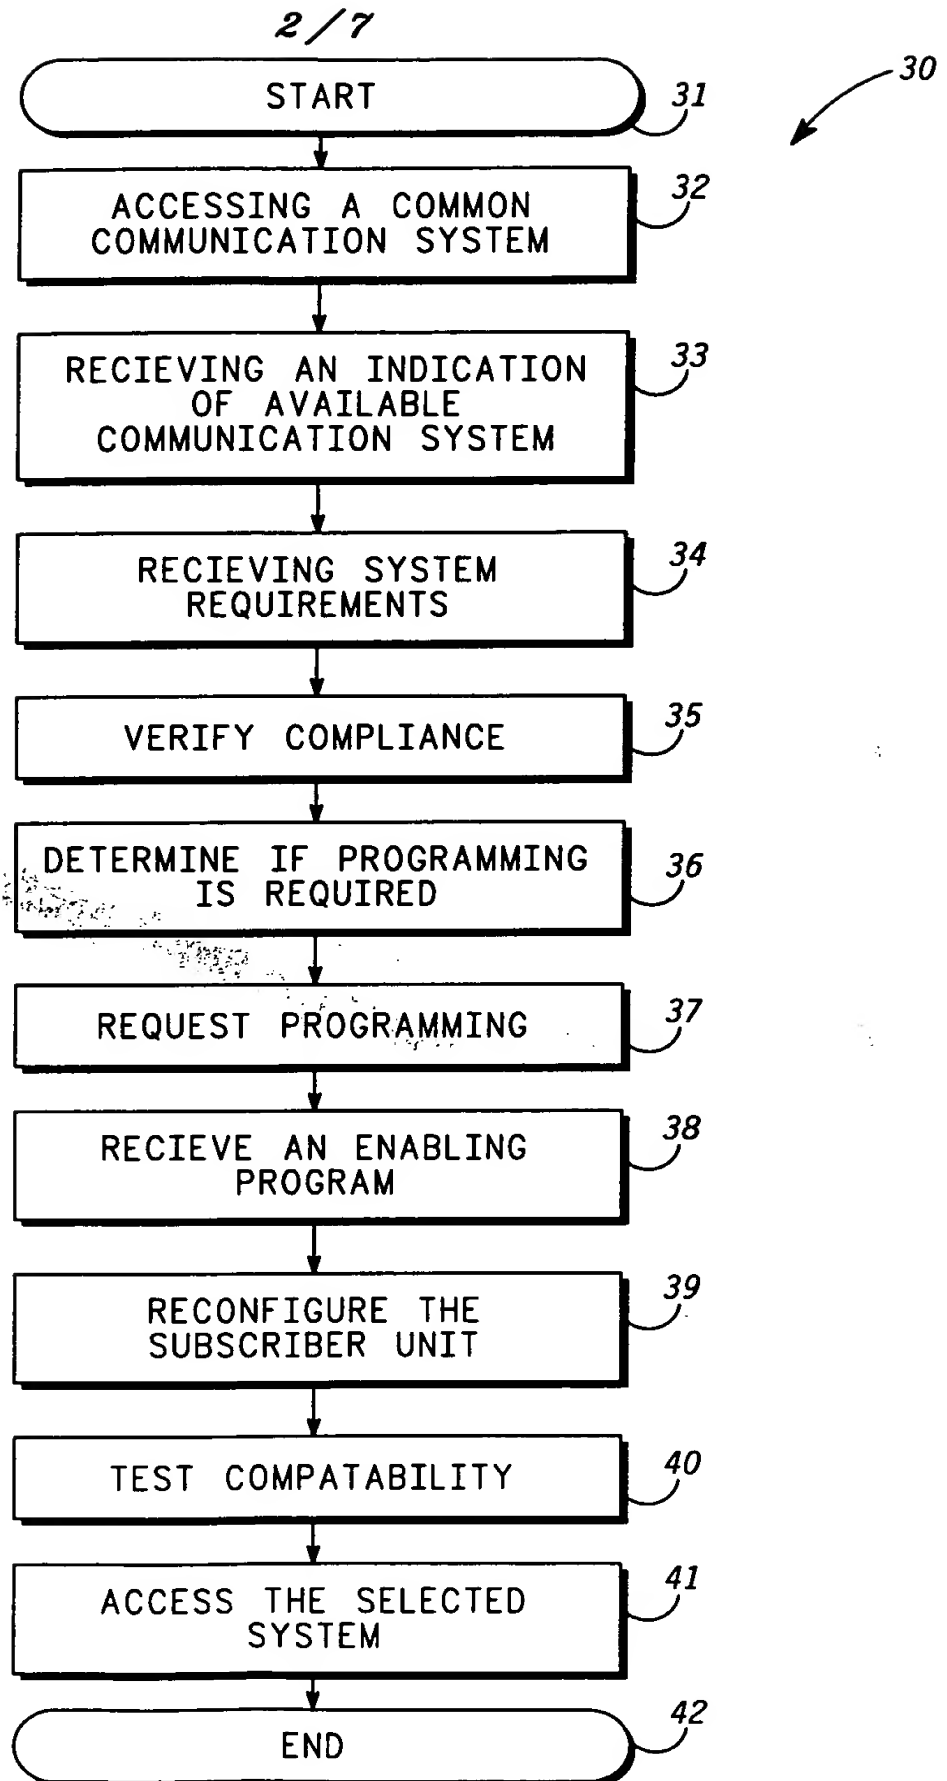 2/7
START
31
30
ACCESSING A COMMON
COMMUNICATION SYSTEM
32
RECIEVING AN INDICATION
OF AVAILABLE
COMMUNICATION SYSTEM
33
RECIEVING SYSTEM
REQUIREMENTS
34
VERIFY COMPLIANCE
35
DETERMINE IF PROGRAMMING
IS REQUIRED
36
REQUEST PROGRAMMING
37
RECIEVE AN ENABLING
PROGRAM
38
RECONFIGURE THE
SUBSCRIBER UNIT
39
TEST COMPATABILITY
40
ACCESS THE SELECTED
SYSTEM
41
END
42